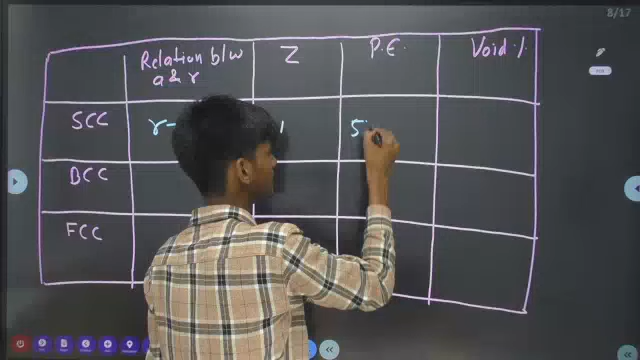 8/17
Relation b/w a & r Z P.E. Void %
SCC r- 1 5
BCC
FCC